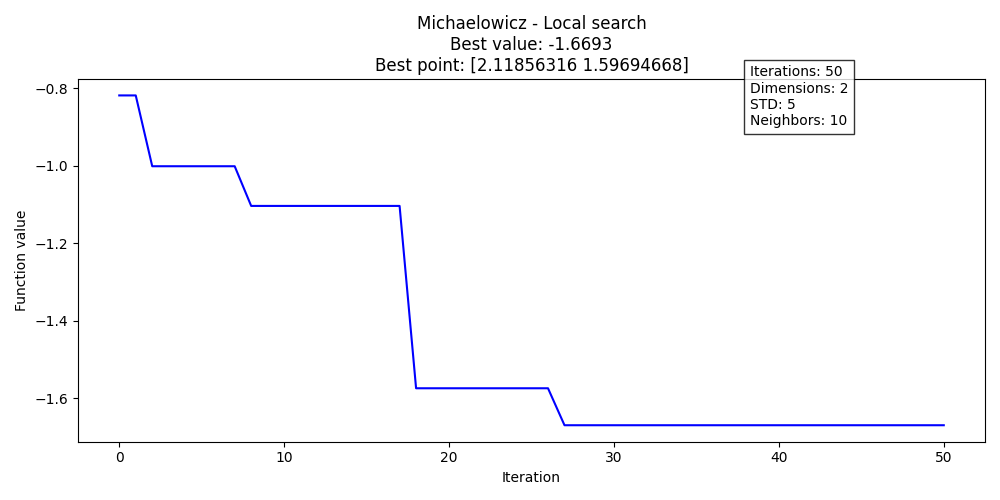 Michaelowicz - Local search
Best value: -1.6693
Best point: [2.11856316 1.59694668]
Iterations: 50
Dimensions: 2
STD: 5
Neighbors: 10
Function value
−0.8
−1.0
−1.2
−1.4
−1.6
0
10
20
30
40
50
Iteration